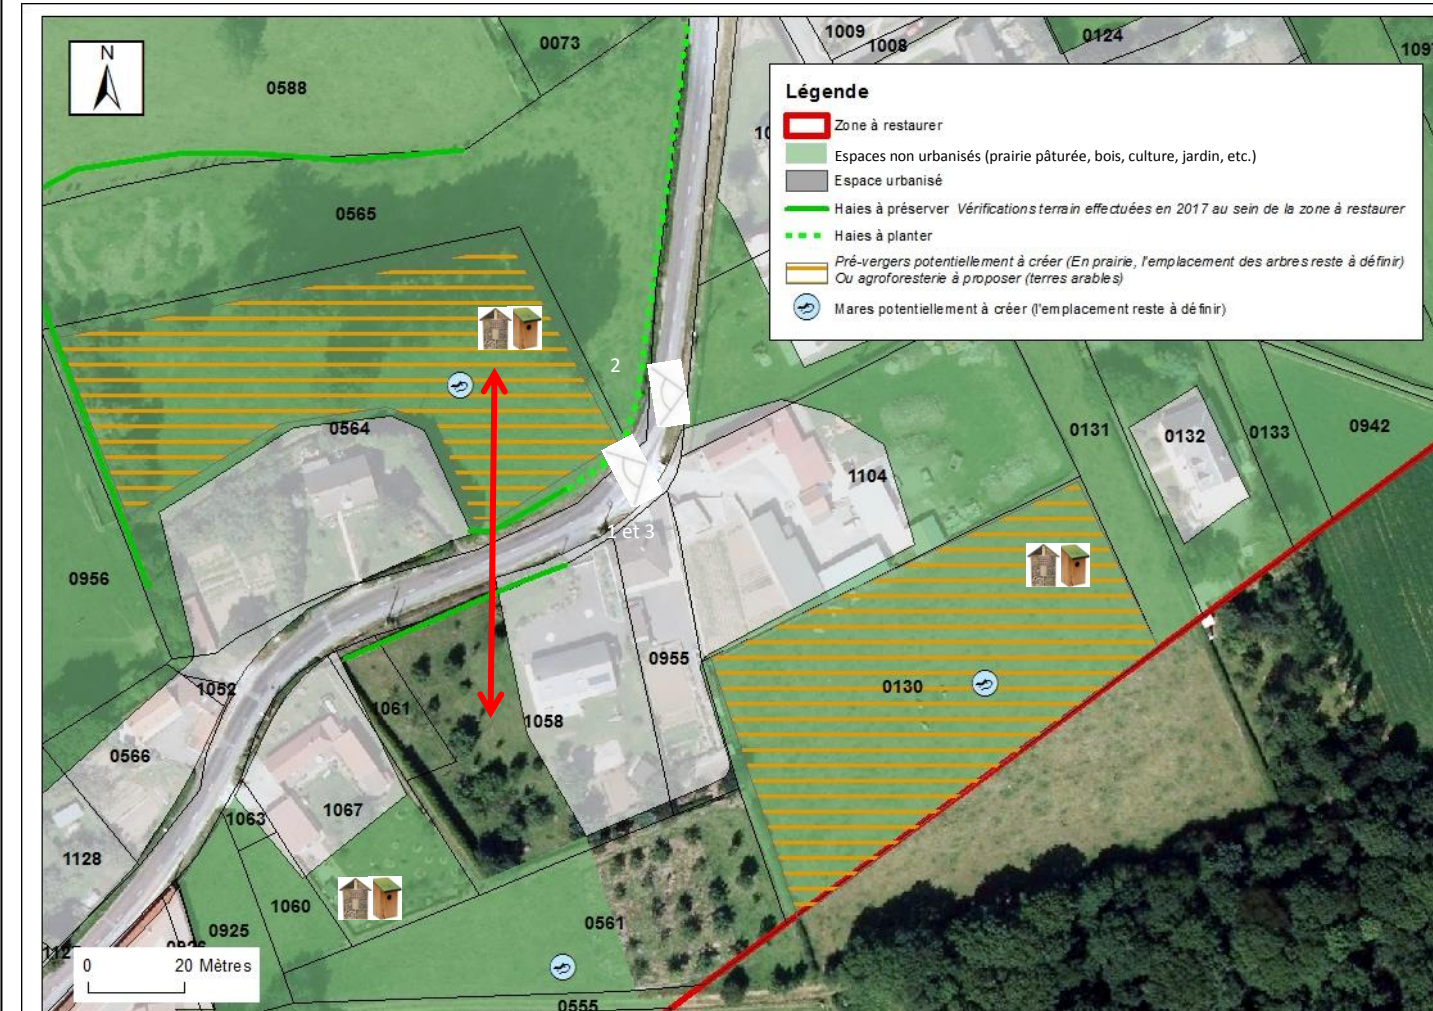 N
0588
0073
1009
1008
0124
109
10
Légende
Zone à restaurer
Espaces non urbanisés (prairie pâturée, bois, culture, jardin, etc.)
Espace urbanisé
Haies à préserver Vérifications terrain effectuées en 2017 au sein de la zone à restaurer
Haies à planter
Pré-vergers potentiellement à créer (En prairie, l'emplacement des arbres reste à définir)
Ou agroforesterie à proposer (terres arables)
Mares potentiellement à créer (l'emplacement reste à définir)
0565
2
0564
0131
0132
0133
0942
1104
1 et 3
0956
0955
0130
1052
1061
1058
0566
1067
1063
1128
1060
0925
0561
112
0 20 Mètres
0555